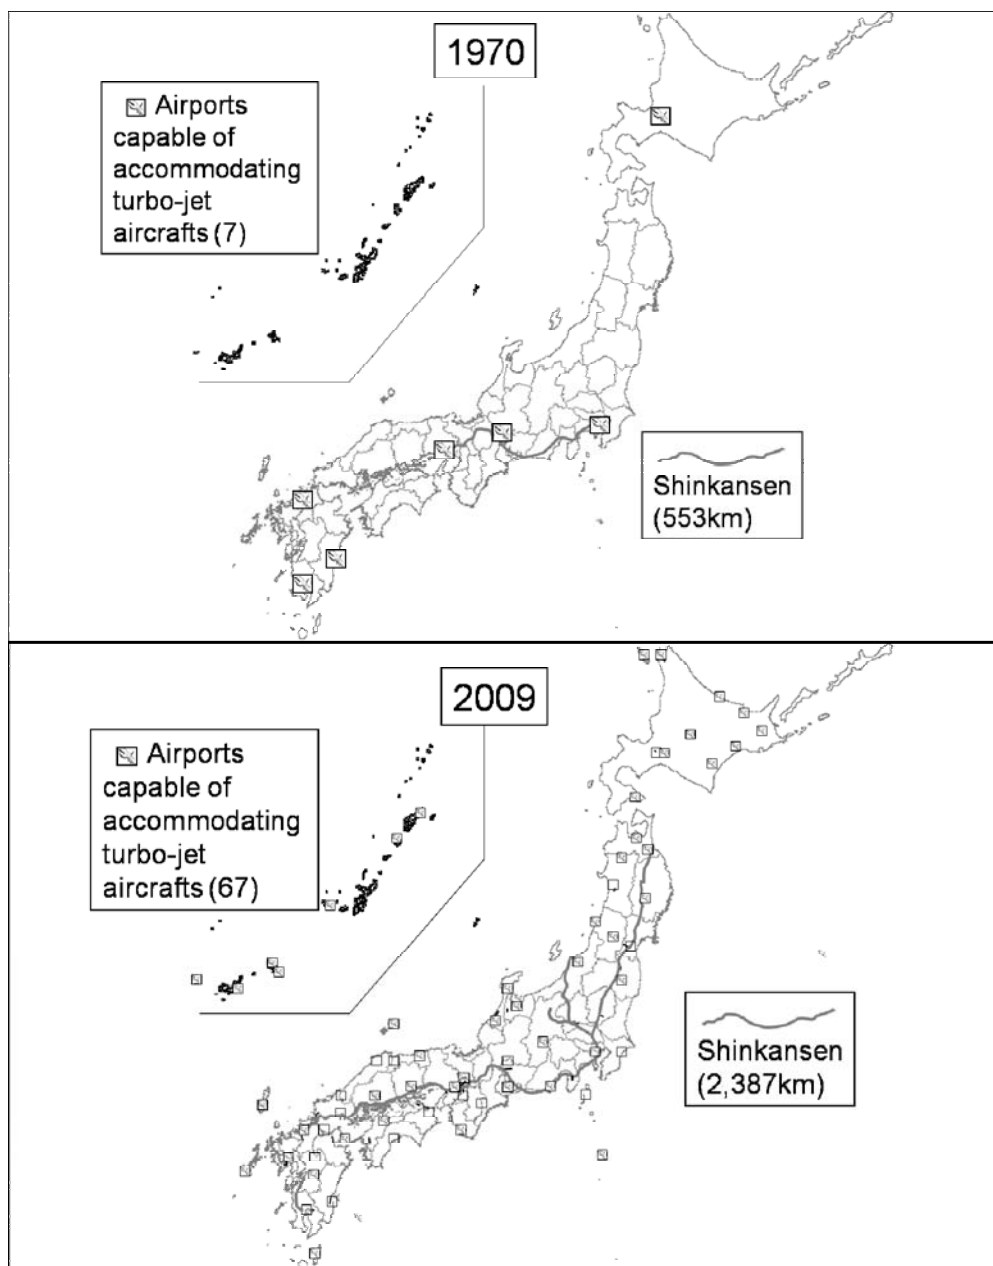 1970
Airports
capable of
accommodating
turbo-jet
aircrafts (7)
Shinkansen
(553km)
2009
Airports
capable of
accommodating
turbo-jet
aircrafts (67)
Shinkansen
(2,387km)